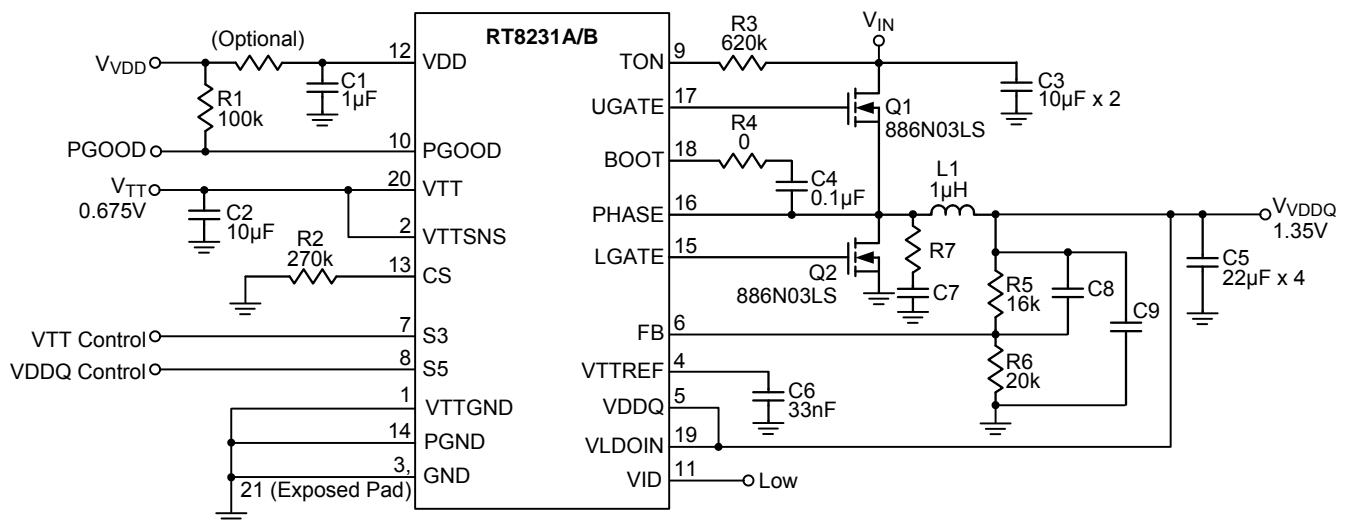 RT8231A/B
(Optional)
V_VDD
12
VDD
C1
1µF
R1
100k
PGOOD
10
PGOOD
V_TT
0.675V
20
VTT
C2
10µF
2
VTTSNS
R2
270k
13
CS
VTT Control
7
S3
VDDQ Control
8
S5
1
VTTGND
14
PGND
3,
21 (Exposed Pad)
GND
TON
9
R3
620k
V_IN
C3
10µF x 2
UGATE
17
Q1
886N03LS
BOOT
18
R4
0
C4
0.1µF
L1
1µH
PHASE
16
V_VDDQ
1.35V
LGATE
15
Q2
886N03LS
R7
C7
R5
16k
C8
C9
C5
22µF x 4
FB
6
R6
20k
VTTREF
4
C6
33nF
VDDQ
5
VLDOIN
19
VID
11
Low